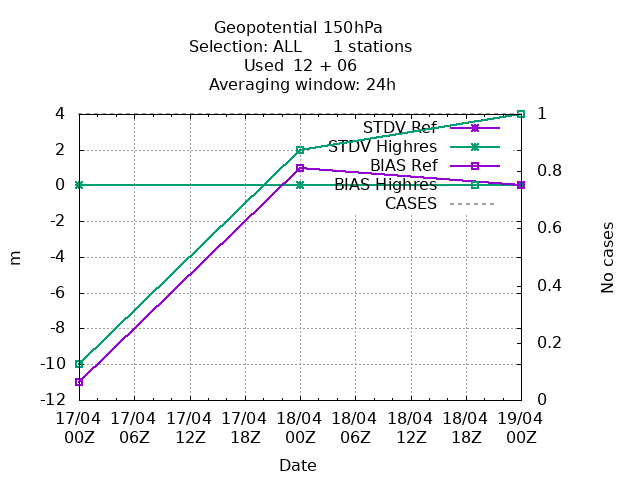 Geopotential 150hPa
Selection: ALL 1 stations
Used 12 + 06
Averaging window: 24h
4
2
0
-2
-4
-6
-8
-10
-12
m
1
0.8
0.6
0.4
0.2
0
No cases
STDV Ref
STDV Highres
BIAS Ref
BIAS Highres
CASES
17/04 17/04 17/04 17/04 18/04 18/04 18/04 18/04 19/04
00Z 06Z 12Z 18Z 00Z 06Z 12Z 18Z 00Z
Date